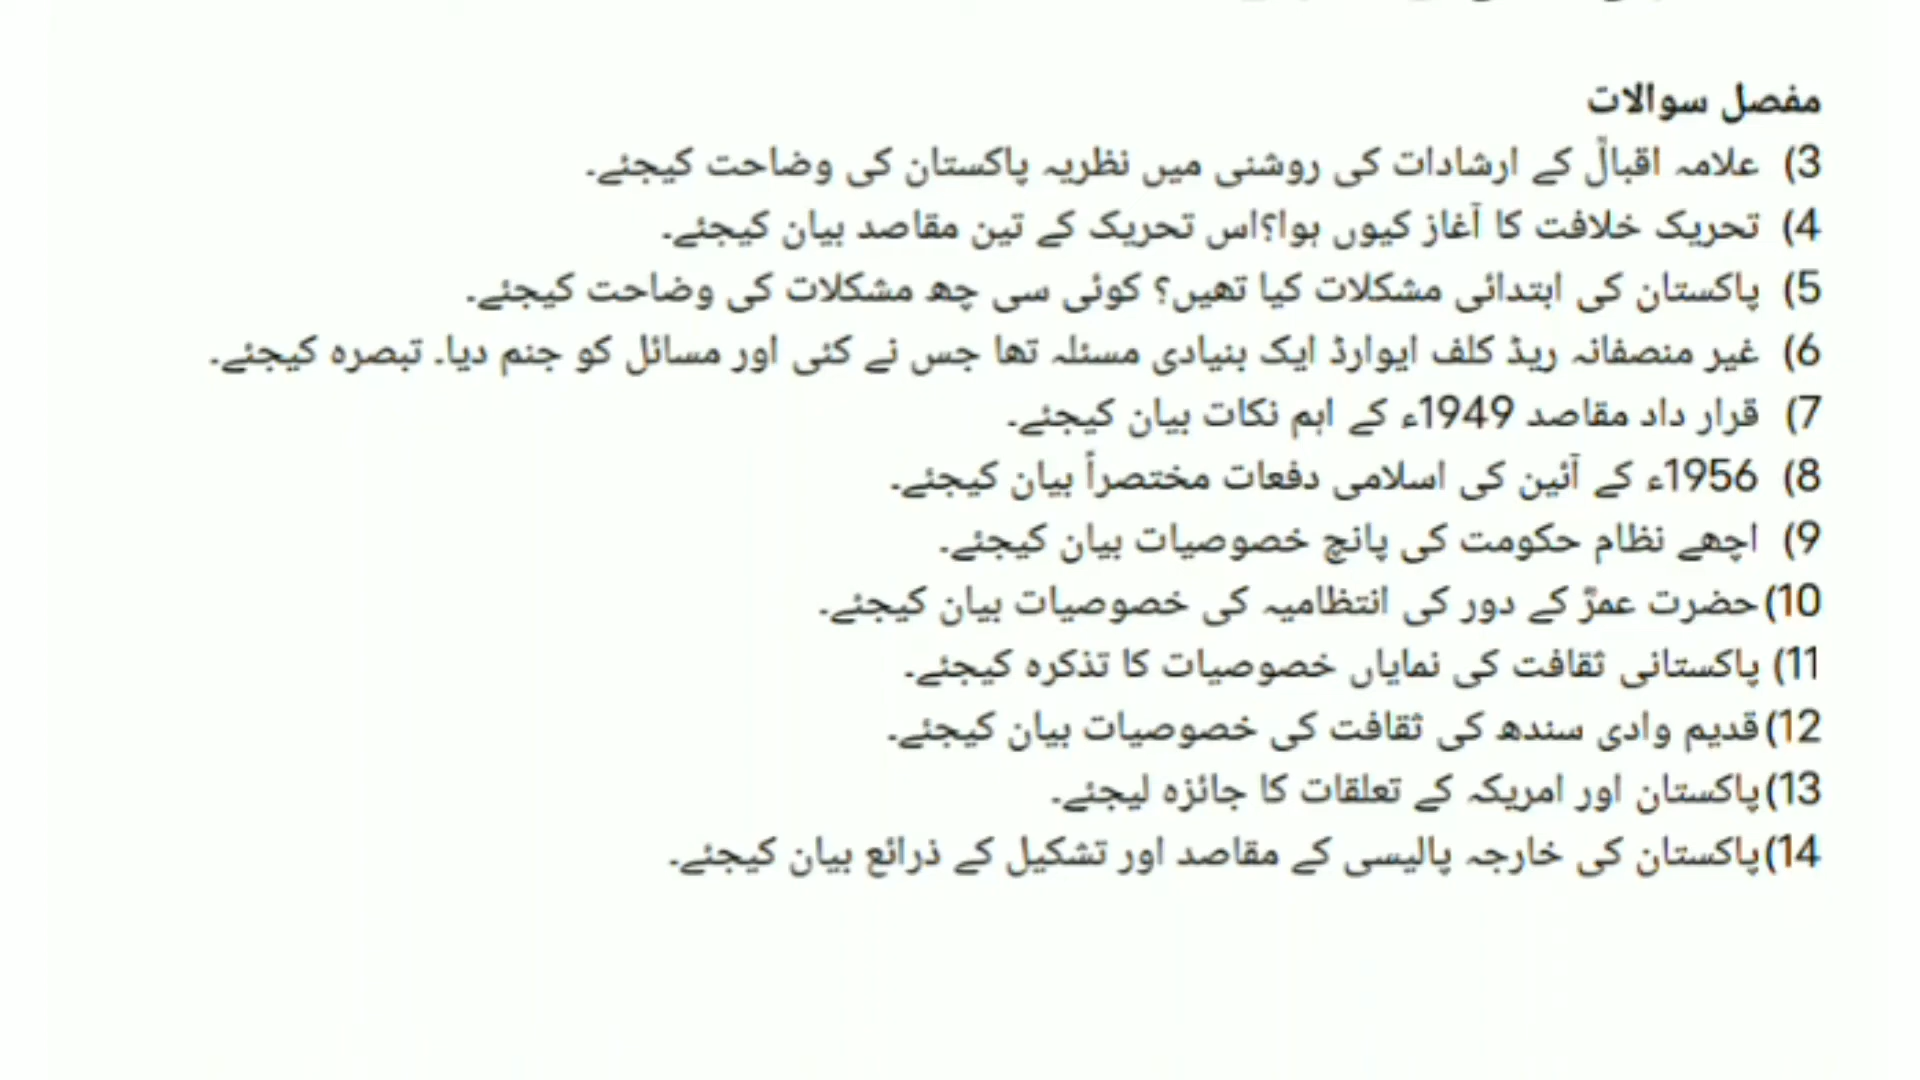 مفصل سوالات
3) علامہ اقبالؒ کے ارشادات کی روشنی میں نظریہ پاکستان کی وضاحت کیجئے۔
4) تحریک خلافت کا آغاز کیوں ہوا؟اس تحریک کے تین مقاصد بیان کیجئے۔
5) پاکستان کی ابتدائی مشکلات کیا تھیں؟ کوئی سی چھ مشکلات کی وضاحت کیجئے۔
6) غیر منصفانہ ریڈ کلف ایوارڈ ایک بنیادی مسئلہ تھا جس نے کئی اور مسائل کو جنم دیا۔ تبصرہ کیجئے۔
7) قرار داد مقاصد 1949ء کے اہم نکات بیان کیجئے۔
8) 1956ء کے آئین کی اسلامی دفعات مختصراً بیان کیجئے۔
9) اچھے نظام حکومت کی پانچ خصوصیات بیان کیجئے۔
10) حضرت عمرؓ کے دور کی انتظامیہ کی خصوصیات بیان کیجئے۔
11) پاکستانی ثقافت کی نمایاں خصوصیات کا تذکرہ کیجئے۔
12) قدیم وادی سندھ کی ثقافت کی خصوصیات بیان کیجئے۔
13) پاکستان اور امریکہ کے تعلقات کا جائزہ لیجئے۔
14) پاکستان کی خارجہ پالیسی کے مقاصد اور تشکیل کے ذرائع بیان کیجئے۔